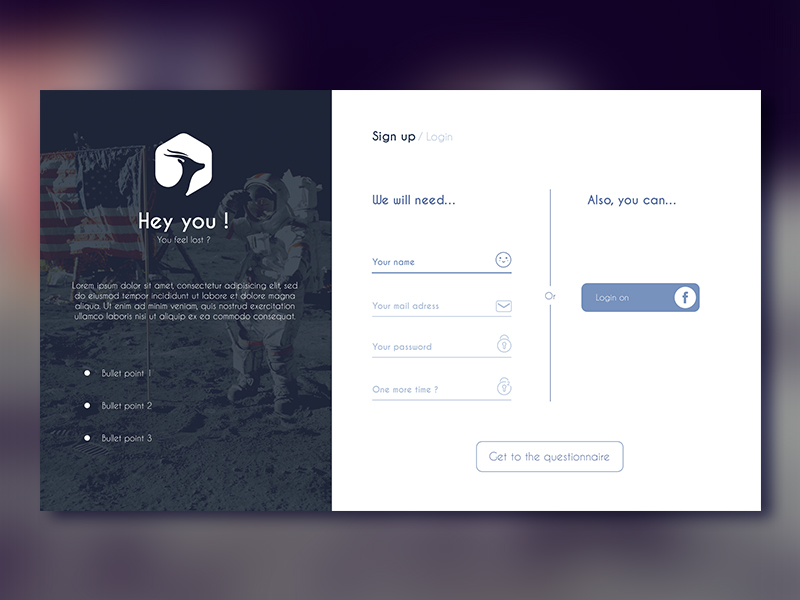 Hey you !
You feel lost ?
Lorem ipsum dolor sit amet, consectetur adipisicing elit, sed
do eiusmod tempor incididunt ut labore et dolore magna
aliqua. Ut enim ad minim veniam, quis nostrud exercitation
ullamco laboris nisi ut aliquip ex ea commodo consequat.
Bullet point 1
Bullet point 2
Bullet point 3
Sign up / Login
We will need...
Your name
Your mail adress
Your password
One more time ?
Or
Also, you can...
Login on f
Get to the questionnaire